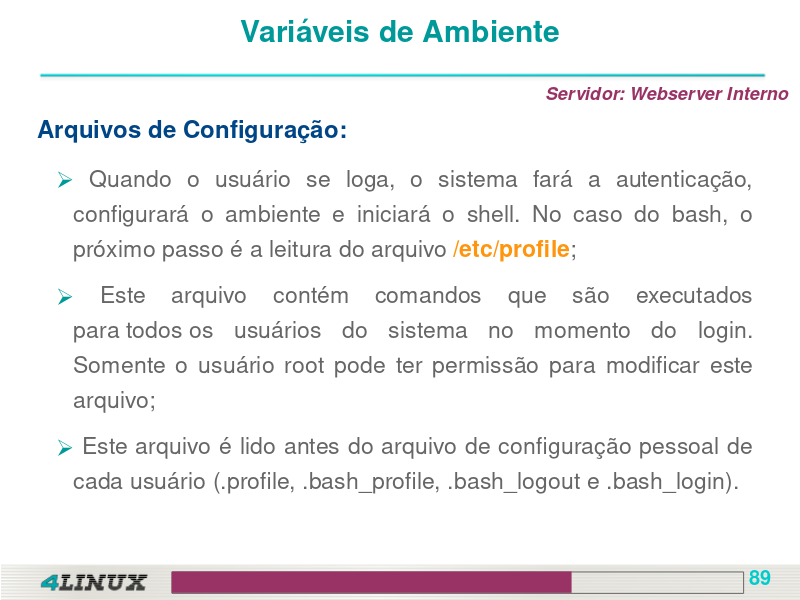 Variáveis de Ambiente
Servidor: Webserver Interno
Arquivos de Configuração:
Quando o usuário se loga, o sistema fará a autenticação,
configurará o ambiente e iniciará o shell. No caso do bash, o
próximo passo é a leitura do arquivo /etc/profile;
Este arquivo contém comandos que são executados
para todos os usuários do sistema no momento do login.
Somente o usuário root pode ter permissão para modificar este
arquivo;
Este arquivo é lido antes do arquivo de configuração pessoal de
cada usuário (.profile, .bash_profile, .bash_logout e .bash_login).
4LINUX
89